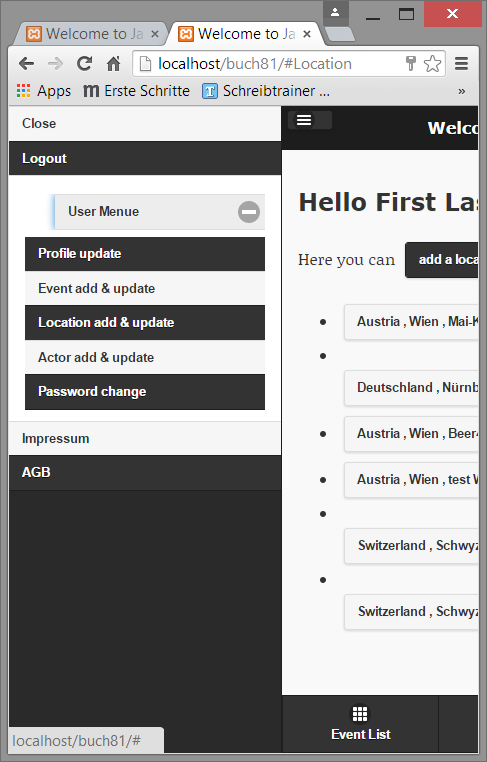 Welcome to Ja
Welcome to Ja
localhost/buch81/#Location
Apps
Erste Schritte
T
Schreibtrainer ...
»
Close
Logout
User Menue
Profile update
Event add & update
Location add & update
Actor add & update
Password change
Impressum
AGB
localhost/buch81/#
Welco
Hello First Las
Here you can add a loca
Austria , Wien , Mai-K
Deutschland , Nürnb
Austria , Wien , Beer4
Austria , Wien , test W
Switzerland , Schwyz
Switzerland , Schwyz
Event List